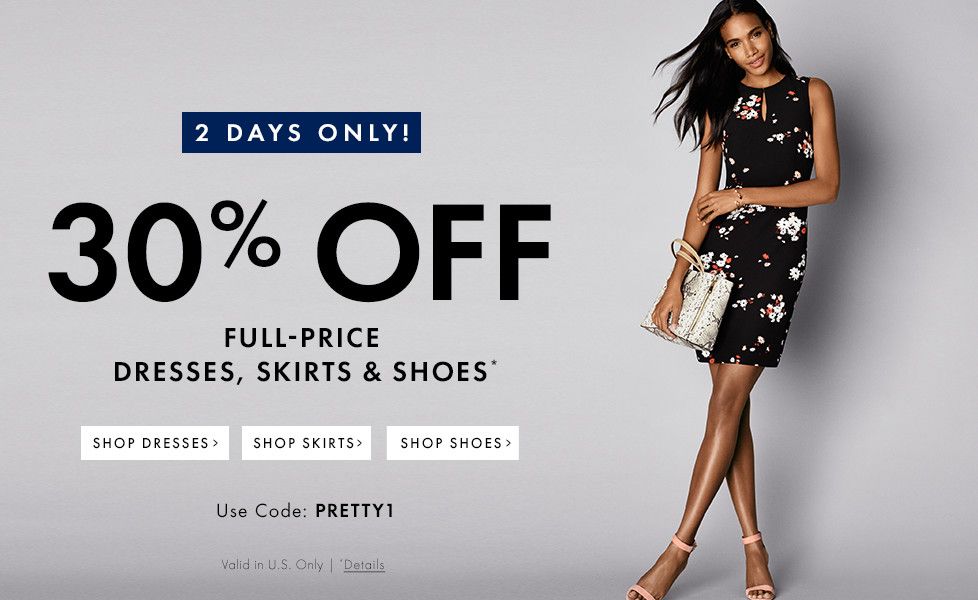 2 DAYS ONLY!
30% OFF
FULL-PRICE
DRESSES, SKIRTS & SHOES*
SHOP DRESSES > SHOP SKIRTS > SHOP SHOES >
Use Code: PRETTY1
Valid in U.S. Only | *Details